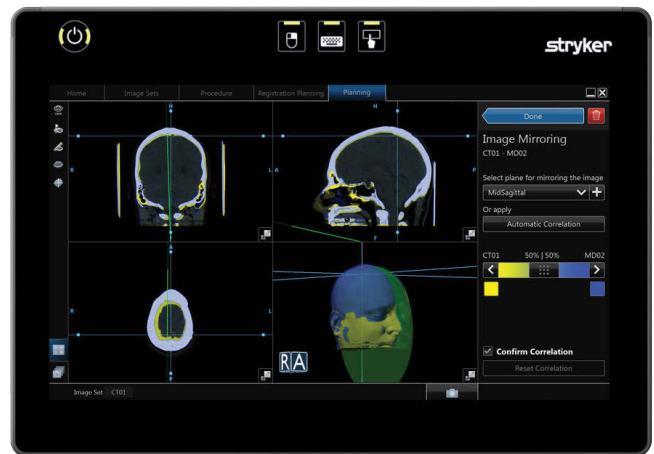 stryker
Home Image Sets Procedure Registration Planning Planning
Done
Image Mirroring
CT01 - MD02
Select plane for mirroring the image
MidSagittal
Or apply
Automatic Correlation
CT01 50% | 50% MD02
Confirm Correlation
Reset Correlation
H
H
R L A P
F
A
R L
P
RA
Image Set CT01